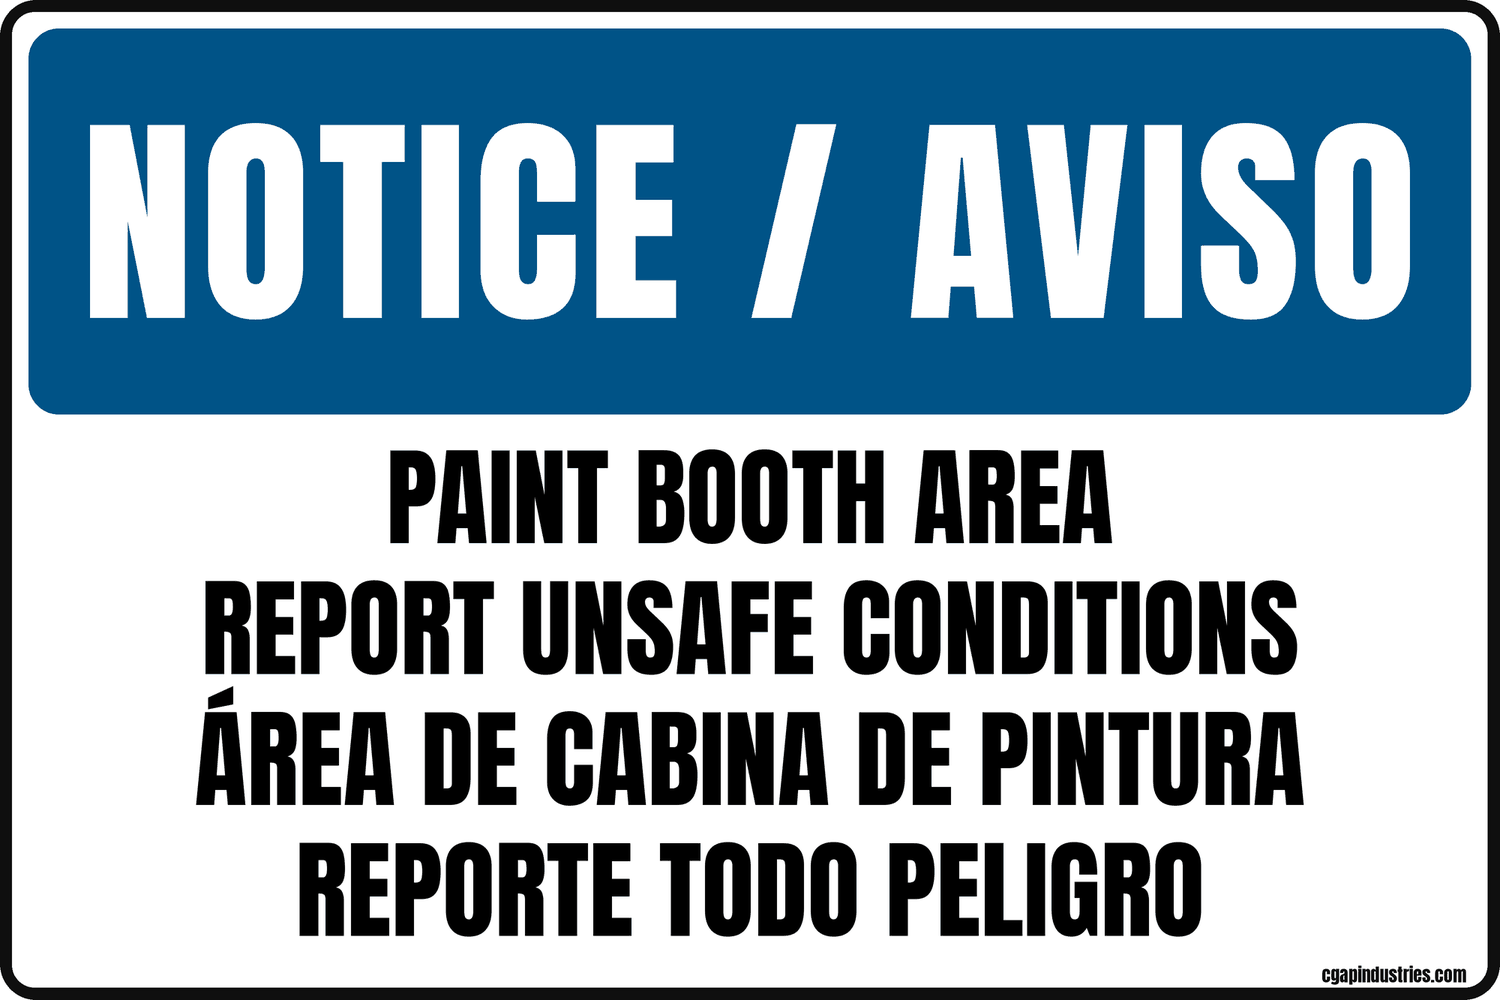 NOTICE / AVISO
PAINT BOOTH AREA
REPORT UNSAFE CONDITIONS
ÁREA DE CABINA DE PINTURA
REPORTE TODO PELIGRO
cgapindustries.com